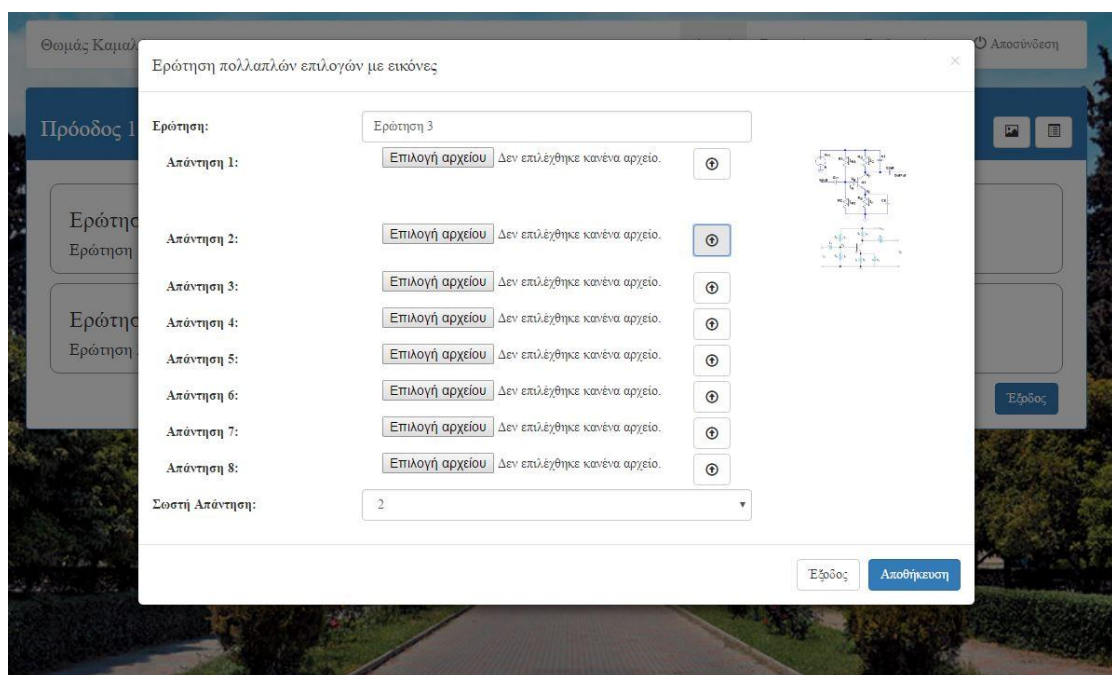 Θωμάς Καμαλ
Αποσύνδεση
Ερώτηση πολλαπλών επιλογών με εικόνες
×
Πρόοδος 1
Ερώτηση:
Ερώτηση 3
Απάντηση 1:
Επιλογή αρχείου Δεν επιλέχθηκε κανένα αρχείο.
Ερώτησ
Ερώτηση
Απάντηση 2:
Επιλογή αρχείου Δεν επιλέχθηκε κανένα αρχείο.
Απάντηση 3:
Επιλογή αρχείου Δεν επιλέχθηκε κανένα αρχείο.
Ερώτησ
Ερώτηση
Απάντηση 4:
Επιλογή αρχείου Δεν επιλέχθηκε κανένα αρχείο.
Απάντηση 5:
Επιλογή αρχείου Δεν επιλέχθηκε κανένα αρχείο.
Απάντηση 6:
Επιλογή αρχείου Δεν επιλέχθηκε κανένα αρχείο.
Έξοδος
Απάντηση 7:
Επιλογή αρχείου Δεν επιλέχθηκε κανένα αρχείο.
Απάντηση 8:
Επιλογή αρχείου Δεν επιλέχθηκε κανένα αρχείο.
Σωστή Απάντηση:
2
Έξοδος
Αποθήκευση